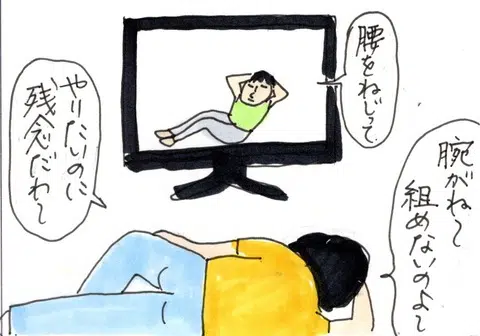 腰をねじって
腕がね〜
組めないのよ〜
やりたいのに
残念だわ〜